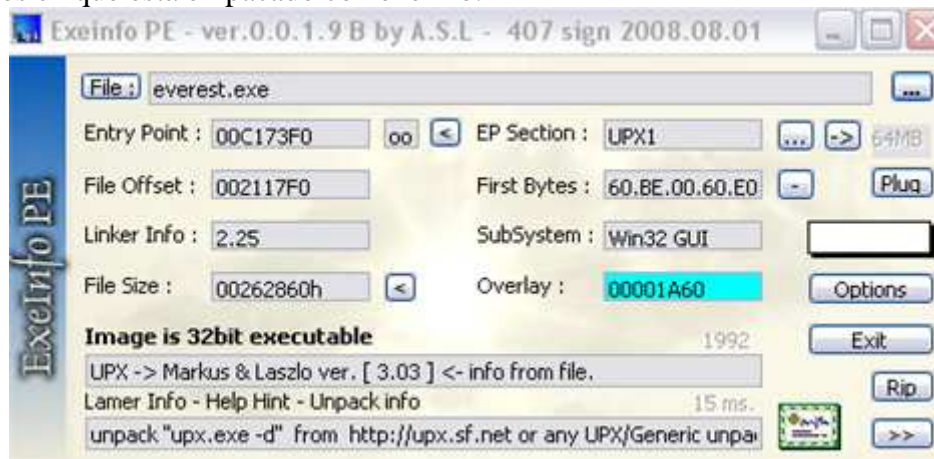 Exeinfo PE - ver.0.0.1.9 B by A.S.L - 407 sign 2008.08.01
File : everest.exe ...
Entry Point : 00C173F0 oo < EP Section : UPX1 ... -> 64MB
File Offset : 002117F0 First Bytes : 60.BE.00.60.E0 - Plug
Linker Info : 2.25 SubSystem : Win32 GUI
File Size : 00262860h < Overlay : 00001A60 Options
Image is 32bit executable 1992 Exit
UPX -> Markus & Laszlo ver. [ 3.03 ] <- info from file.
Lamer Info - Help Hint - Unpack info 15 ms. Rip
unpack "upx.exe -d" from http://upx.sf.net or any UPX/Generic unpa >>
ExeInfo PE